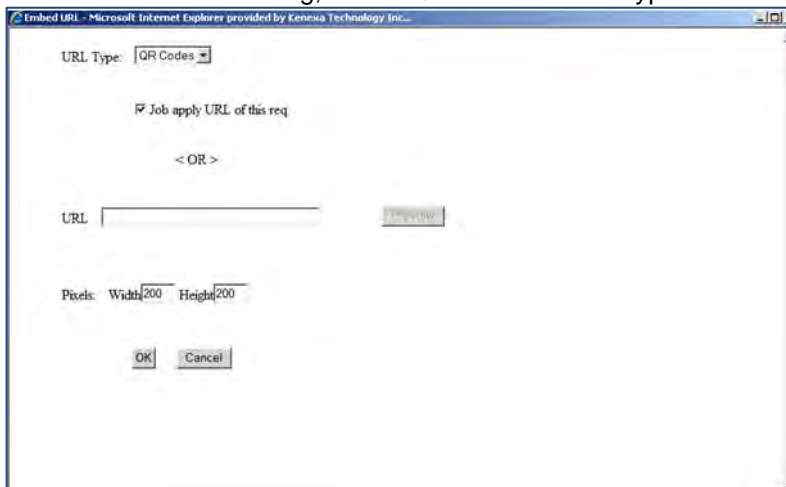 Embed URL - Microsoft Internet Explorer provided by Kenexa Technology Inc...
URL Type: QR Codes
Job apply URL of this req
< OR >
URL Preview
Pixels: Width 200 Height 200
OK Cancel